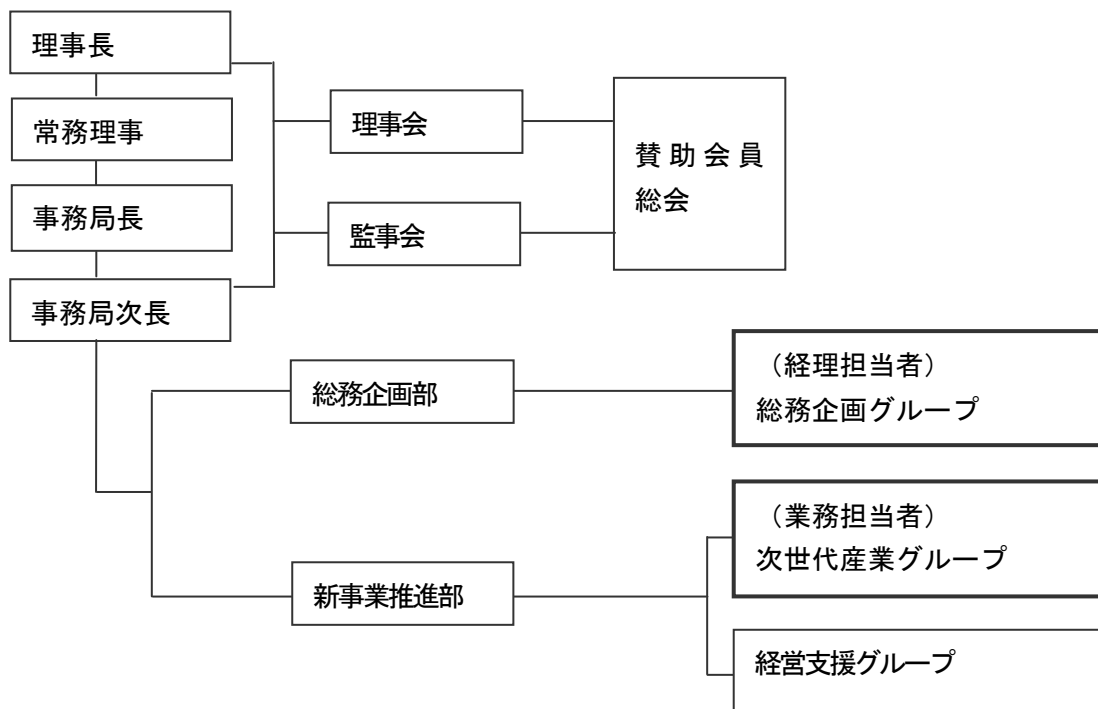 理事長
常務理事
事務局長
事務局次長
理事会
監事会
賛助会員
総会
総務企画部
（経理担当者）
総務企画グループ
新事業推進部
（業務担当者）
次世代産業グループ
経営支援グループ